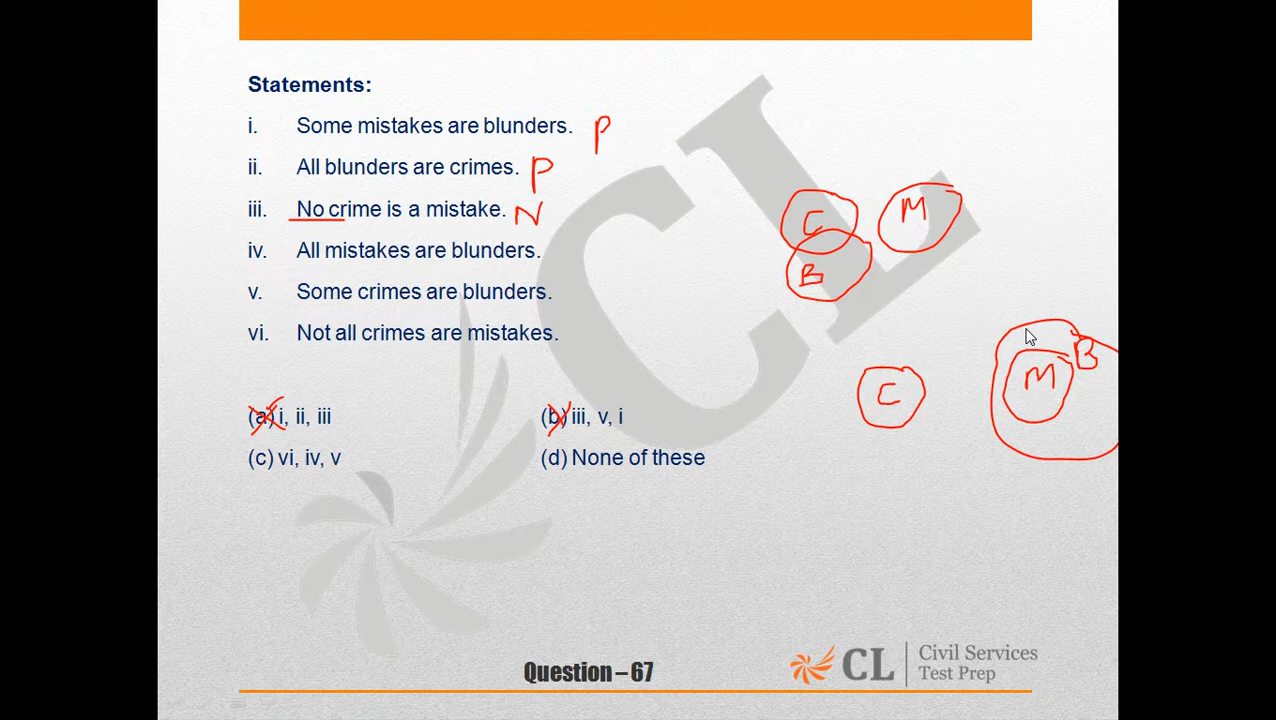 Statements:
i. Some mistakes are blunders. P
ii. All blunders are crimes. P
iii. No crime is a mistake. N
iv. All mistakes are blunders.
v. Some crimes are blunders.
vi. Not all crimes are mistakes.
C M
B
B
C M
(a) i, ii, iii (b) iii, v, i
(c) vi, iv, v (d) None of these
CL
Question – 67
CL Civil Services
Test Prep